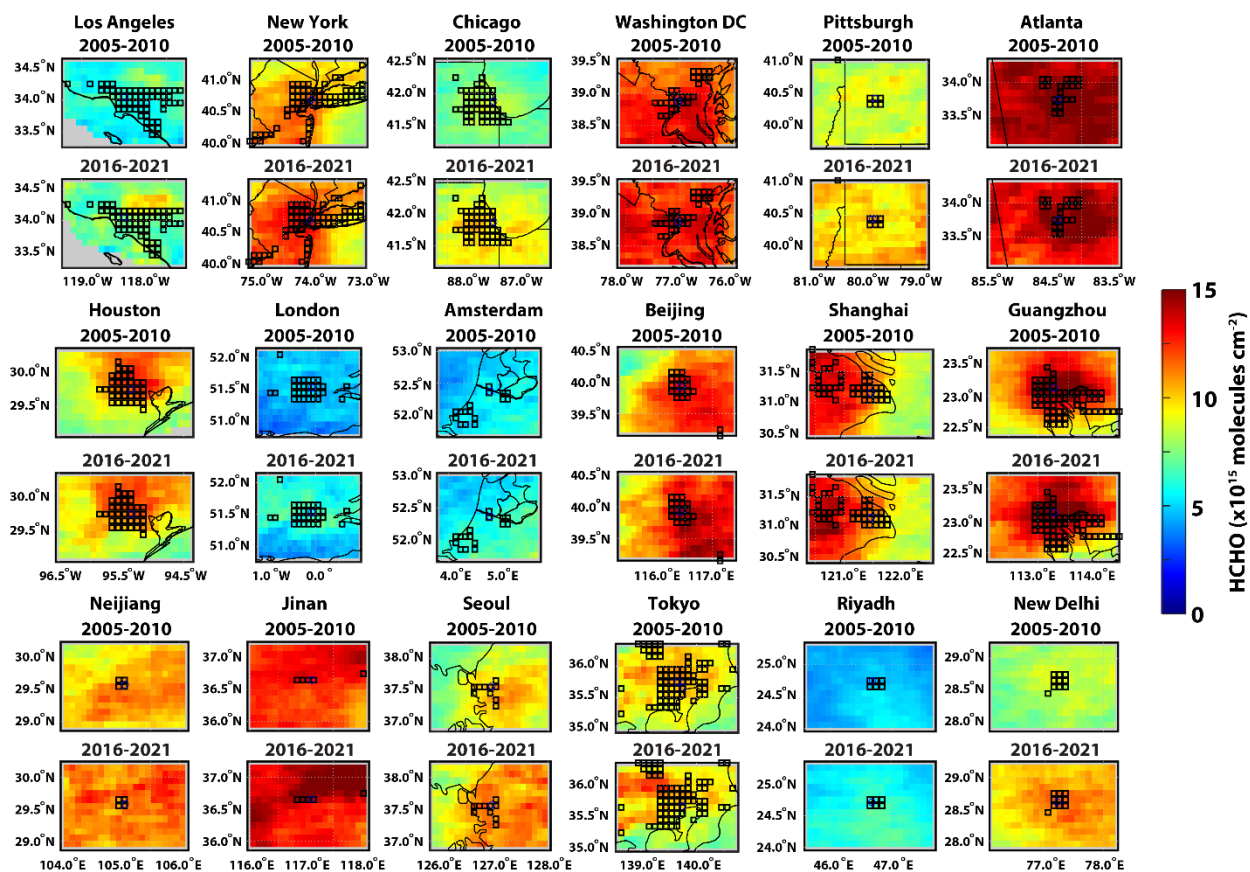 Los Angeles
2005-2010
New York
2005-2010
Chicago
2005-2010
Washington DC
2005-2010
Pittsburgh
2005-2010
Atlanta
2005-2010
34.5°N
34.0°N
33.5°N
41.5°N
40.75°N
40.0°N
42.5°N
42.0°N
41.5°N
39.5°N
39.0°N
38.5°N
41.0°N
40.5°N
40.0°N
34.0°N
33.5°N
2016-2021
2016-2021
2016-2021
2016-2021
2016-2021
2016-2021
34.5°N
34.0°N
33.5°N
41.5°N
40.75°N
40.0°N
42.5°N
42.0°N
41.5°N
39.5°N
39.0°N
38.5°N
41.0°N
40.5°N
40.0°N
34.0°N
33.5°N
119.0°W
118.0°W
75.0°W
74.0°W
73.0°W
88.2°W
87.3°W
78.0°W
77.0°W
76.0°W
81.0°W
80.0°W
79.0°W
85.5°W
84.5°W
83.5°W
Houston
2005-2010
London
2005-2010
Amsterdam
2005-2010
Beijing
2005-2010
Shanghai
2005-2010
Guangzhou
2005-2010
30.0°N
29.5°N
52.0°N
51.5°N
51.0°N
53.0°N
52.5°N
52.0°N
40.5°N
40.0°N
39.5°N
31.5°N
31.0°N
30.5°N
23.5°N
23.0°N
22.5°N
2016-2021
2016-2021
2016-2021
2016-2021
2016-2021
2016-2021
30.0°N
29.5°N
52.0°N
51.5°N
51.0°N
53.0°N
52.5°N
52.0°N
40.5°N
40.0°N
39.5°N
31.5°N
31.0°N
30.5°N
23.5°N
23.0°N
22.5°N
96.5°W
95.5°W
94.5°W
1.0°W
0.0°
4.0°E
5.0°E
116.0°E
117.0°E
121.0°E
122.0°E
113.0°E
114.0°E
Neijiang
2005-2010
Jinan
2005-2010
Seoul
2005-2010
Tokyo
2005-2010
Riyadh
2005-2010
New Delhi
2005-2010
30.0°N
29.5°N
29.0°N
37.0°N
36.5°N
36.0°N
38.2°N
37.5°N
37.0°N
36.0°N
35.5°N
35.0°N
25.2°N
24.7°N
24.0°N
29.2°N
28.5°N
28.0°N
2016-2021
2016-2021
2016-2021
2016-2021
2016-2021
2016-2021
30.0°N
29.5°N
29.0°N
37.0°N
36.5°N
36.0°N
38.2°N
37.5°N
37.0°N
36.0°N
35.5°N
35.0°N
25.2°N
24.7°N
24.0°N
29.2°N
28.5°N
28.0°N
104.0°E
105.0°E
106.0°E
116.0°E
117.0°E
118.0°E
126.0°E
127.0°E
128.0°E
139.0°E
140.0°E
46.0°E
47.0°E
77.0°E
78.0°E
15
10
5
0
HCHO (x10¹⁵ molecules cm⁻²)